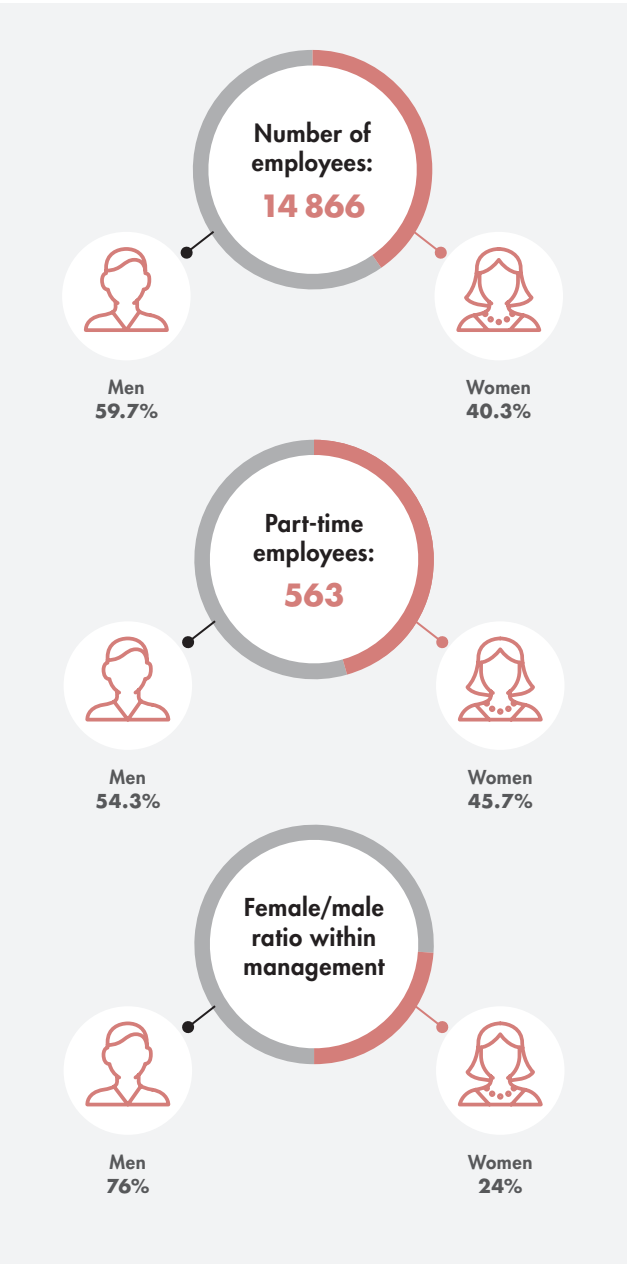 Number of
employees:
14 866
Men
59.7%
Women
40.3%
Part-time
employees:
563
Men
54.3%
Women
45.7%
Female/male
ratio within
management
Men
76%
Women
24%